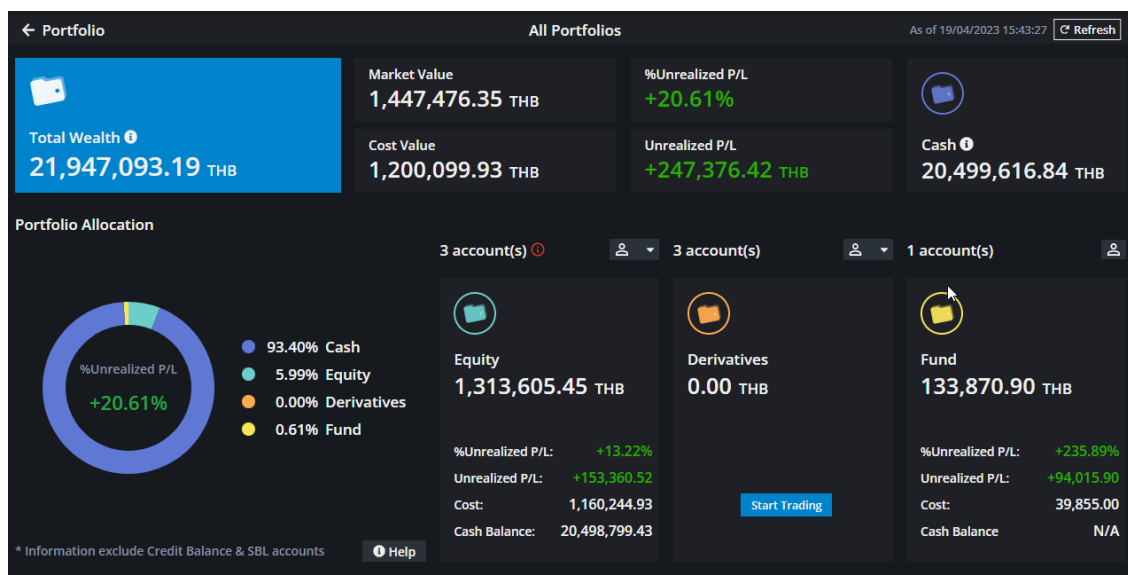 ← Portfolio
All Portfolios
As of 19/04/2023 15:43:27
Refresh
Total Wealth
21,947,093.19 THB
Market Value
1,447,476.35 THB
%Unrealized P/L
+20.61%
Cost Value
1,200,099.93 THB
Unrealized P/L
+247,376.42 THB
Cash
20,499,616.84 THB
Portfolio Allocation
%Unrealized P/L
+20.61%
93.40% Cash
5.99% Equity
0.00% Derivatives
0.61% Fund
* Information exclude Credit Balance & SBL accounts
Help
3 account(s)
Equity
1,313,605.45 THB
%Unrealized P/L: +13.22%
Unrealized P/L: +153,360.52
Cost: 1,160,244.93
Cash Balance: 20,498,799.43
3 account(s)
Derivatives
0.00 THB
Start Trading
1 account(s)
Fund
133,870.90 THB
%Unrealized P/L: +235.89%
Unrealized P/L: +94,015.90
Cost: 39,855.00
Cash Balance N/A